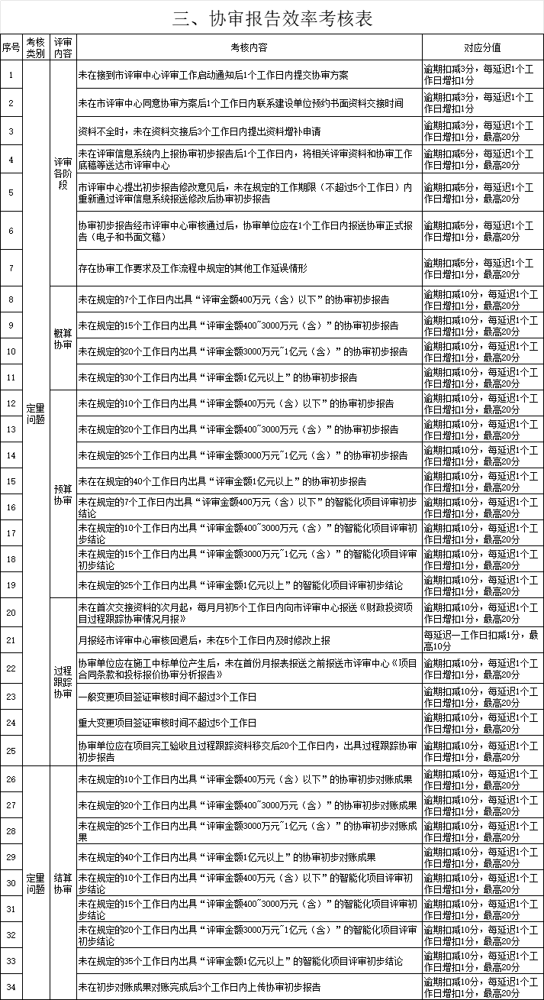 三、协审报告效率考核表
序号 考核类别 评审内容 考核内容 对应分值
定量问题
评审各阶段
1 未在接到市评审中心评审工作启动通知后1个工作日内提交协审方案 逾期扣减3分，每延迟1个工作日增扣1分
2 未在市评审中心同意协审方案后1个工作日内联系建设单位预约书面资料交接时间 逾期扣减3分，每延迟1个工作日增扣1分
3 资料不全时，未在资料交接后3个工作日内提出资料增补申请 逾期扣减3分，每延迟1个工作日增扣1分，最高20分
4 未在评审信息系统内上报协审初步报告后1个工作日内，将相关评审资料和协审工作底稿等送达市评审中心 逾期扣减5分，每延迟1个工作日增扣1分，最高20分
5 市评审中心提出初步报告修改意见后，未在规定的工作期限（不超过5个工作日）内重新通过评审信息系统报送修改后协审初步报告 逾期扣减5分，每延迟1个工作日增扣1分，最高20分
6 协审初步报告经市评审中心审核通过后，协审单位应在1个工作日内报送协审正式报告（电子和书面文稿） 逾期扣减5分，每延迟1个工作日增扣1分，最高20分
7 存在协审工作要求及工作流程中规定的其他工作延误情形 逾期扣减5分，每延迟1个工作日增扣1分，最高20分
概算协审
8 未在规定的7个工作日内出具“评审金额400万元（含）以下”的协审初步报告 逾期扣减10分，每延迟1个工作日增扣1分，最高20分
9 未在规定的15个工作日内出具“评审金额400~3000万元（含）”的协审初步报告 逾期扣减10分，每延迟1个工作日增扣1分，最高20分
10 未在规定的20个工作日内出具“评审金额3000万元~1亿元（含）”的协审初步报告 逾期扣减10分，每延迟1个工作日增扣1分，最高20分
11 未在规定的30个工作日内出具“评审金额1亿元以上”的协审初步报告 逾期扣减10分，每延迟1个工作日增扣1分，最高20分
预算协审
12 未在规定的10个工作日内出具“评审金额400万元（含）以下”的协审初步报告 逾期扣减10分，每延迟1个工作日增扣1分，最高20分
13 未在规定的20个工作日内出具“评审金额400~3000万元（含）”的协审初步报告 逾期扣减10分，每延迟1个工作日增扣1分，最高20分
14 未在规定的25个工作日内出具“评审金额3000万元~1亿元（含）”的协审初步报告 逾期扣减10分，每延迟1个工作日增扣1分，最高20分
15 未在在规定的40个工作日内出具“评审金额1亿元以上”的协审初步报告 逾期扣减10分，每延迟1个工作日增扣1分，最高20分
16 未在规定的7个工作日内出具“评审金额400万元（含）以下”的智能化项目评审初步结论 逾期扣减10分，每延迟1个工作日增扣1分，最高20分
17 未在规定的10个工作日内出具“评审金额400~3000万元（含）”的智能化项目评审初步结论 逾期扣减10分，每延迟1个工作日增扣1分，最高20分
18 未在规定的15个工作日内出具“评审金额3000万元~1亿元（含）”的智能化项目评审初步结论 逾期扣减10分，每延迟1个工作日增扣1分，最高20分
19 未在规定的25个工作日内出具“评审金额1亿元以上”的智能化项目评审初步结论 逾期扣减10分，每延迟1个工作日增扣1分，最高20分
过程跟踪协审
20 未在首次交接资料的次月起，每月月初5个工作日内向市评审中心报送《财政投资项目过程跟踪协审情况月报》 逾期扣减10分，每延迟1个工作日增扣1分，最高20分
21 月报经市评审中心审核回退后，未在5个工作日内及时修改上报 每延迟一工作日扣减1分，最高10分
22 协审单位应在施工中标单位产生后，未在首份月报表报送之前报送市评审中心《项目合同条款和投标报价协审分析报告》 逾期扣减10分，每延迟1个工作日增扣1分，最高20分
23 一般变更项目签证审核时间不超过3个工作日 逾期扣减10分，每延迟1个工作日增扣1分，最高20分
24 重大变更项目签证审核时间不超过5个工作日 逾期扣减10分，每延迟1个工作日增扣1分，最高20分
25 协审单位应在项目完工验收且过程跟踪资料移交后20个工作日内，出具过程跟踪协审初步报告 逾期扣减10分，每延迟1个工作日增扣1分，最高20分
定量问题
结算协审
26 未在规定的10个工作日内出具“评审金额400万元（含）以下”的协审初步对账成果 逾期扣减10分，每延迟1个工作日增扣1分，最高20分
27 未在规定的20个工作日内出具“评审金额400~3000万元（含）”的协审初步对账成果 逾期扣减10分，每延迟1个工作日增扣1分，最高20分
28 未在规定的25个工作日内出具“评审金额3000万元~1亿元（含）”的协审初步对账成果 逾期扣减10分，每延迟1个工作日增扣1分，最高20分
29 未在规定的40个工作日内出具“评审金额1亿元以上”的协审初步对账成果 逾期扣减10分，每延迟1个工作日增扣1分，最高20分
30 未在规定的10个工作日内出具“评审金额400万元（含）以下”的智能化项目评审初步结论 逾期扣减10分，每延迟1个工作日增扣1分，最高20分
31 未在规定的15个工作日内出具“评审金额400~3000万元（含）”的智能化项目评审初步结论 逾期扣减10分，每延迟1个工作日增扣1分，最高20分
32 未在规定的20个工作日内出具“评审金额3000万元~1亿元（含）”的智能化项目评审初步结论 逾期扣减10分，每延迟1个工作日增扣1分，最高20分
33 未在规定的35个工作日内出具“评审金额1亿元以上”的智能化项目评审初步结论 逾期扣减10分，每延迟1个工作日增扣1分，最高20分
34 未在初步对账成果对账完成后3个工作日内上传协审初步报告 逾期扣减10分，每延迟1个工作日增扣1分，最高20分